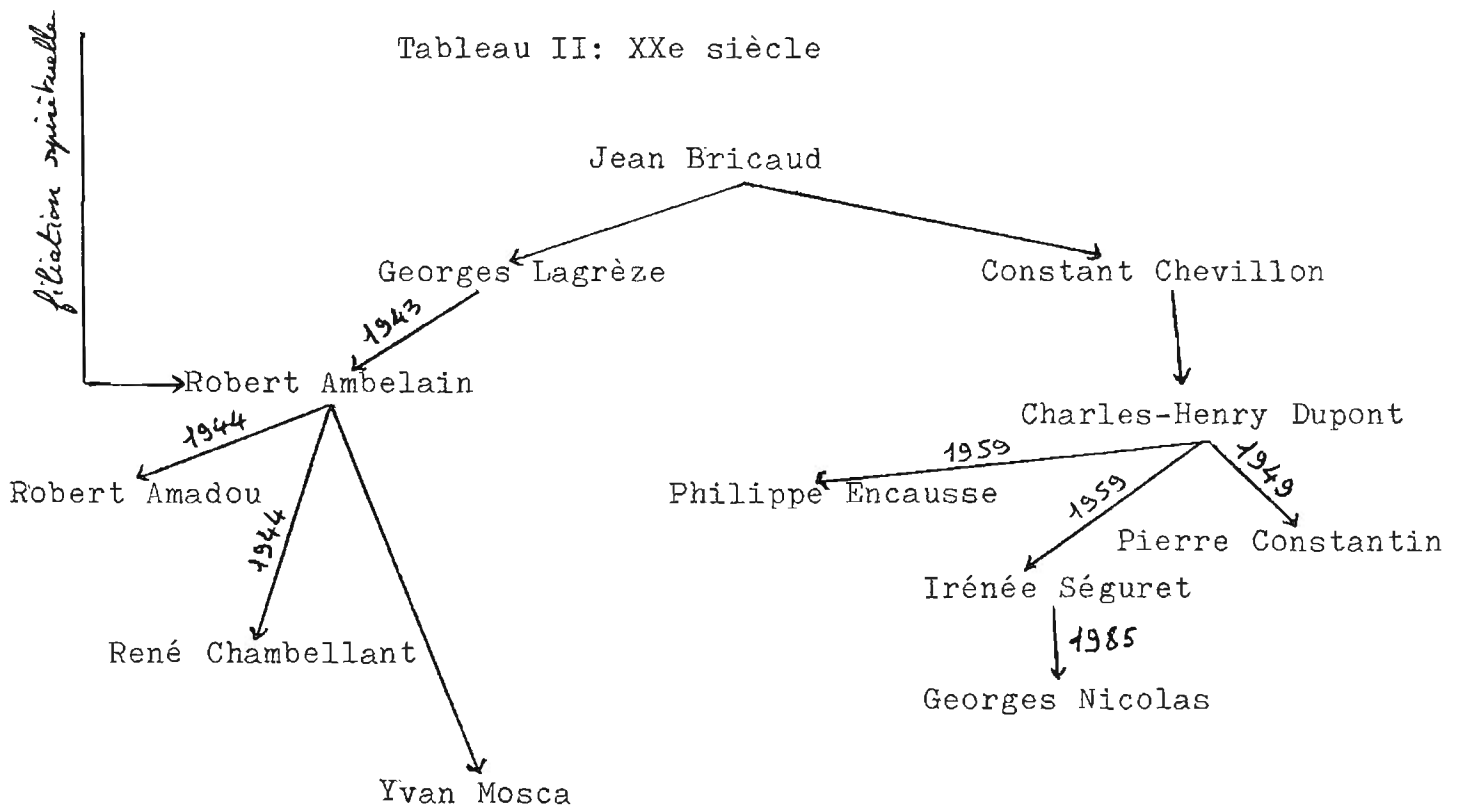 Tableau II: XXe siècle
filiation spirituelle
Jean Bricaud
Georges Lagrèze
Constant Chevillon
1943
Robert Ambelain
Charles-Henry Dupont
1944
1959
1949
Robert Amadou
Philippe Encausse
1959
1944
Pierre Constantin
Irénée Séguret
René Chambellant
1985
Georges Nicolas
Yvan Mosca